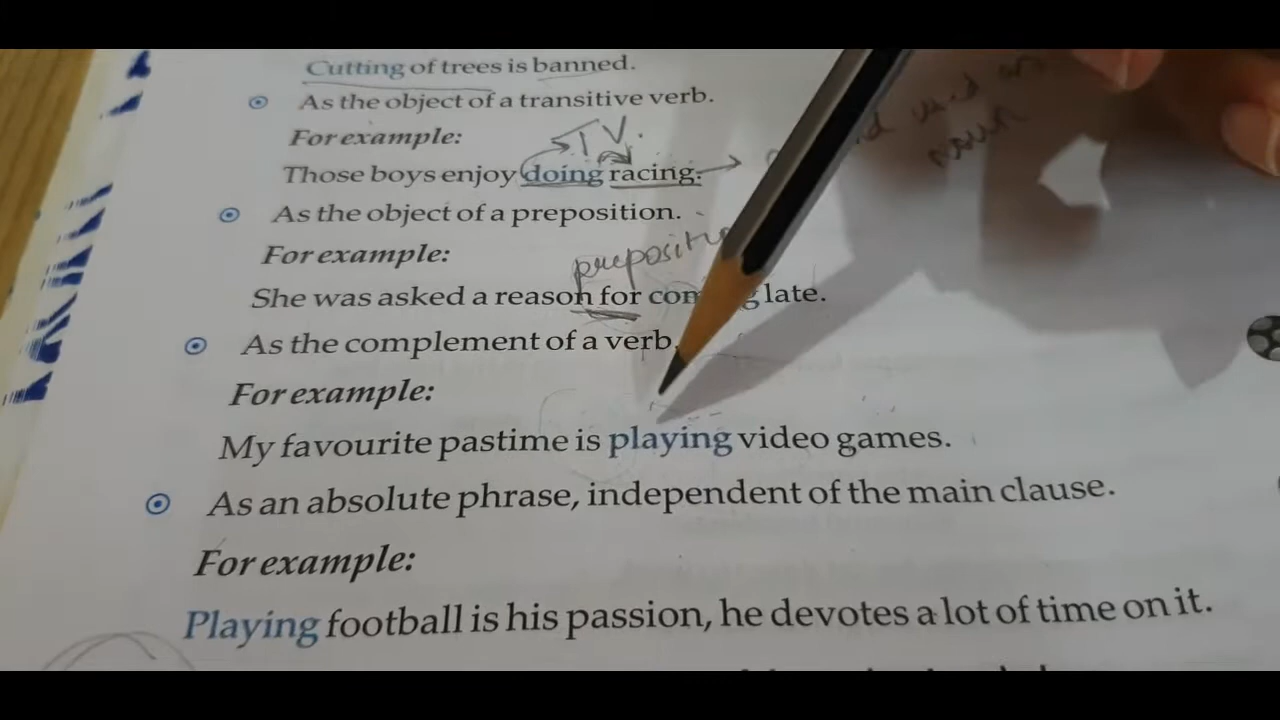 Cutting of trees is banned.
As the object of a transitive verb.
For example:
T V.
Those boys enjoy doing racing.
used as
noun
As the object of a preposition.
For example:
She was asked a reason for late.
As the complement of a verb.
For example:
My favourite pastime is playing video games.
As an absolute phrase, independent of the main clause.
For example:
Playing football is his passion, he devotes a lot of time on it.